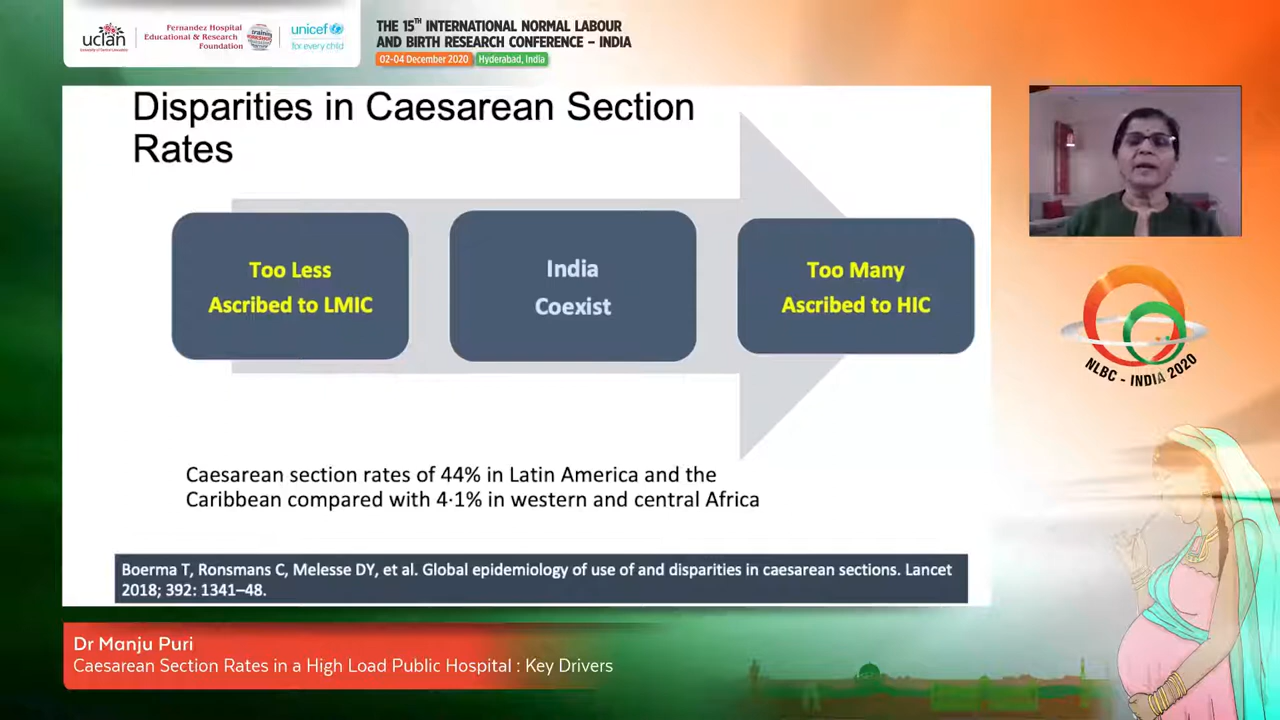 uclan
Fernandez Hospital
Educational & Research
Foundation
unicef
for every child
THE 15TH INTERNATIONAL NORMAL LABOUR
AND BIRTH RESEARCH CONFERENCE – INDIA
02-04 December 2020 Hyderabad, India
Disparities in Caesarean Section
Rates
Too Less
Ascribed to LMIC
India
Coexist
Too Many
Ascribed to HIC
Caesarean section rates of 44% in Latin America and the
Caribbean compared with 4·1% in western and central Africa
Boerma T, Ronsmans C, Melesse DY, et al. Global epidemiology of use of and disparities in caesarean sections. Lancet
2018; 392: 1341–48.
NLBC - INDIA 2020
Dr Manju Puri
Caesarean Section Rates in a High Load Public Hospital : Key Drivers